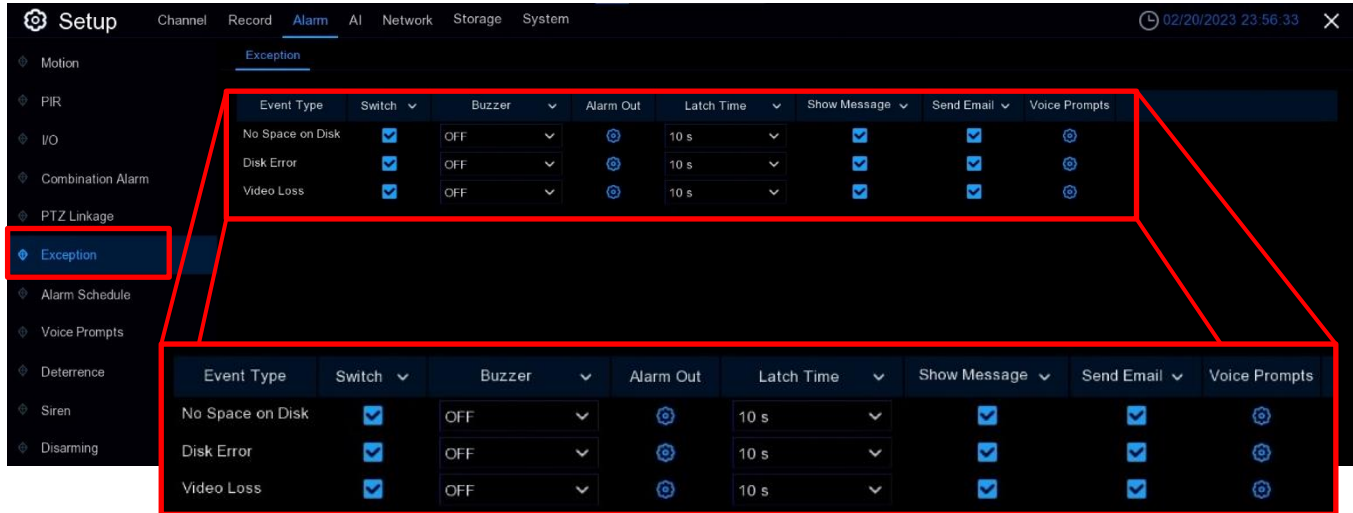 Setup Channel Record Alarm AI Network Storage System 02/20/2023 23:56:33
Exception
Motion
PIR
I/O
Combination Alarm
PTZ Linkage
Exception
Alarm Schedule
Voice Prompts
Deterrence
Siren
Disarming
Event Type Switch Buzzer Alarm Out Latch Time Show Message Send Email Voice Prompts
No Space on Disk OFF 10 s
Disk Error OFF 10 s
Video Loss OFF 10 s
Event Type Switch Buzzer Alarm Out Latch Time Show Message Send Email Voice Prompts
No Space on Disk OFF 10 s
Disk Error OFF 10 s
Video Loss OFF 10 s